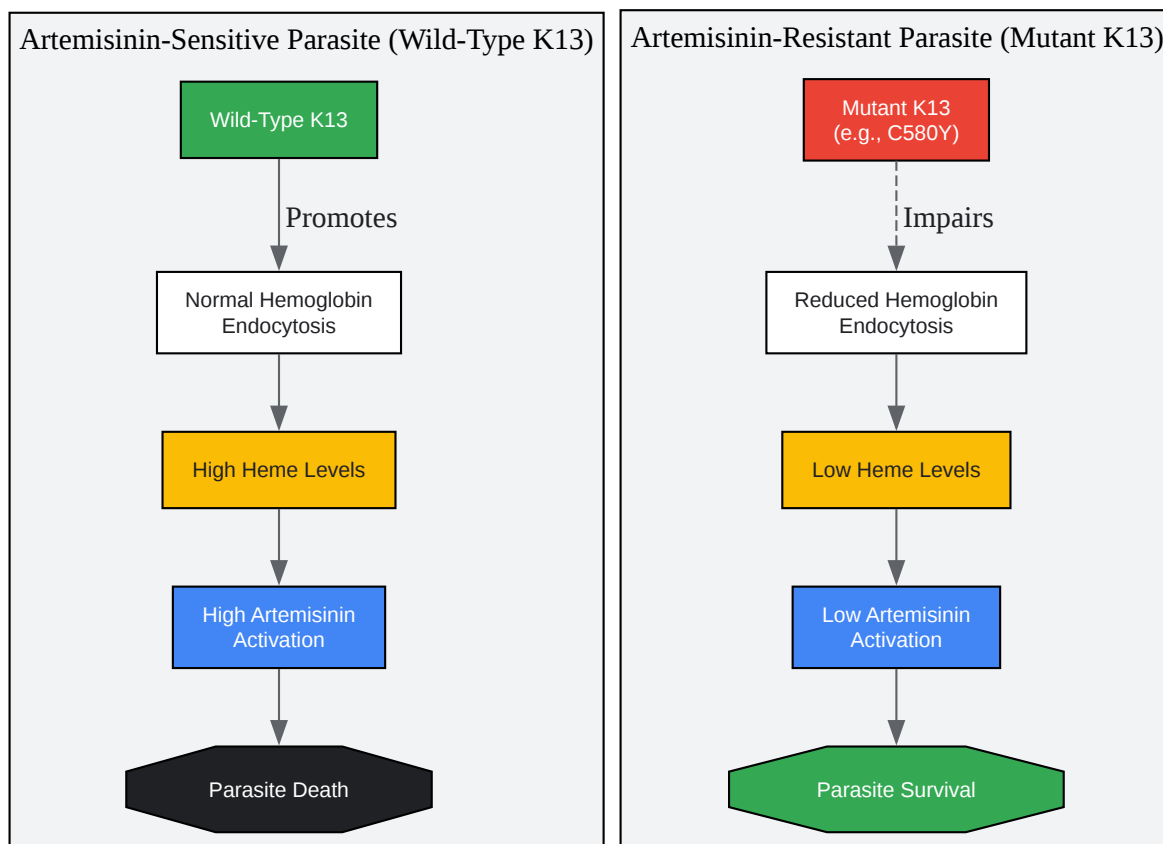 Artemisinin-Sensitive Parasite (Wild-Type K13)
Wild-Type K13
Promotes
Normal Hemoglobin
Endocytosis
High Heme Levels
High Artemisinin
Activation
Parasite Death
Artemisinin-Resistant Parasite (Mutant K13)
Mutant K13
(e.g., C580Y)
Impairs
Reduced Hemoglobin
Endocytosis
Low Heme Levels
Low Artemisinin
Activation
Parasite Survival